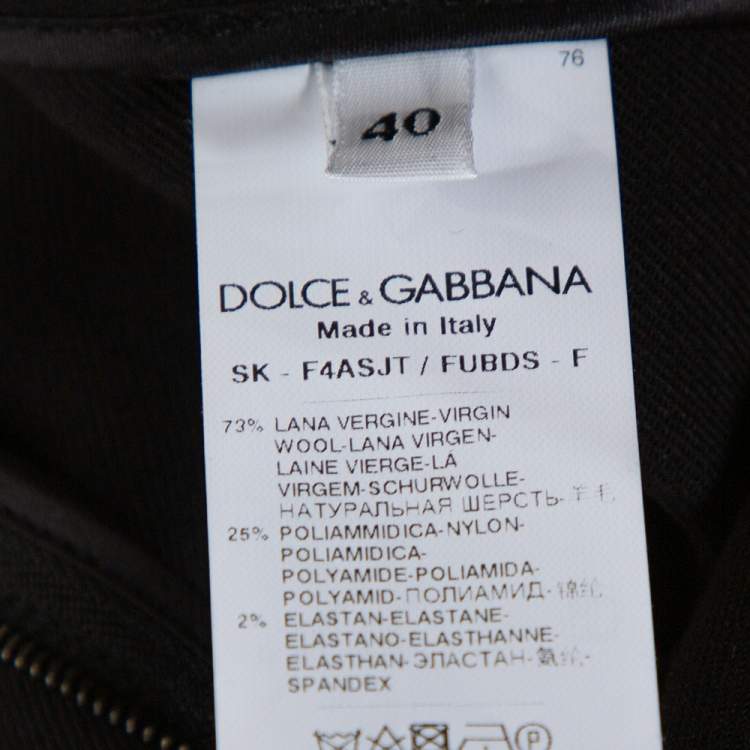 76
40
DOLCE & GABBANA
Made in Italy
SK - F4ASJT / FUBDS - F
73% LANA VERGINE-VIRGIN
WOOL-LANA VIRGEN-
LAINE VIERGE-LÁ
VIRGEM-SCHURWOLLE-
НАТУРАЛЬНАЯ ШЕРСТЬ-羊毛
25% POLIAMMIDICA-NYLON-
POLIAMIDICA-
POLYAMIDE-POLIAMIDA-
POLYAMID-ПОЛИАМИД-锦纶
2% ELASTAN-ELASTANE-
ELASTANO-ELASTHANNE-
ELASTHAN-ЭЛАСТАН-氨纶-
SPANDEX
P